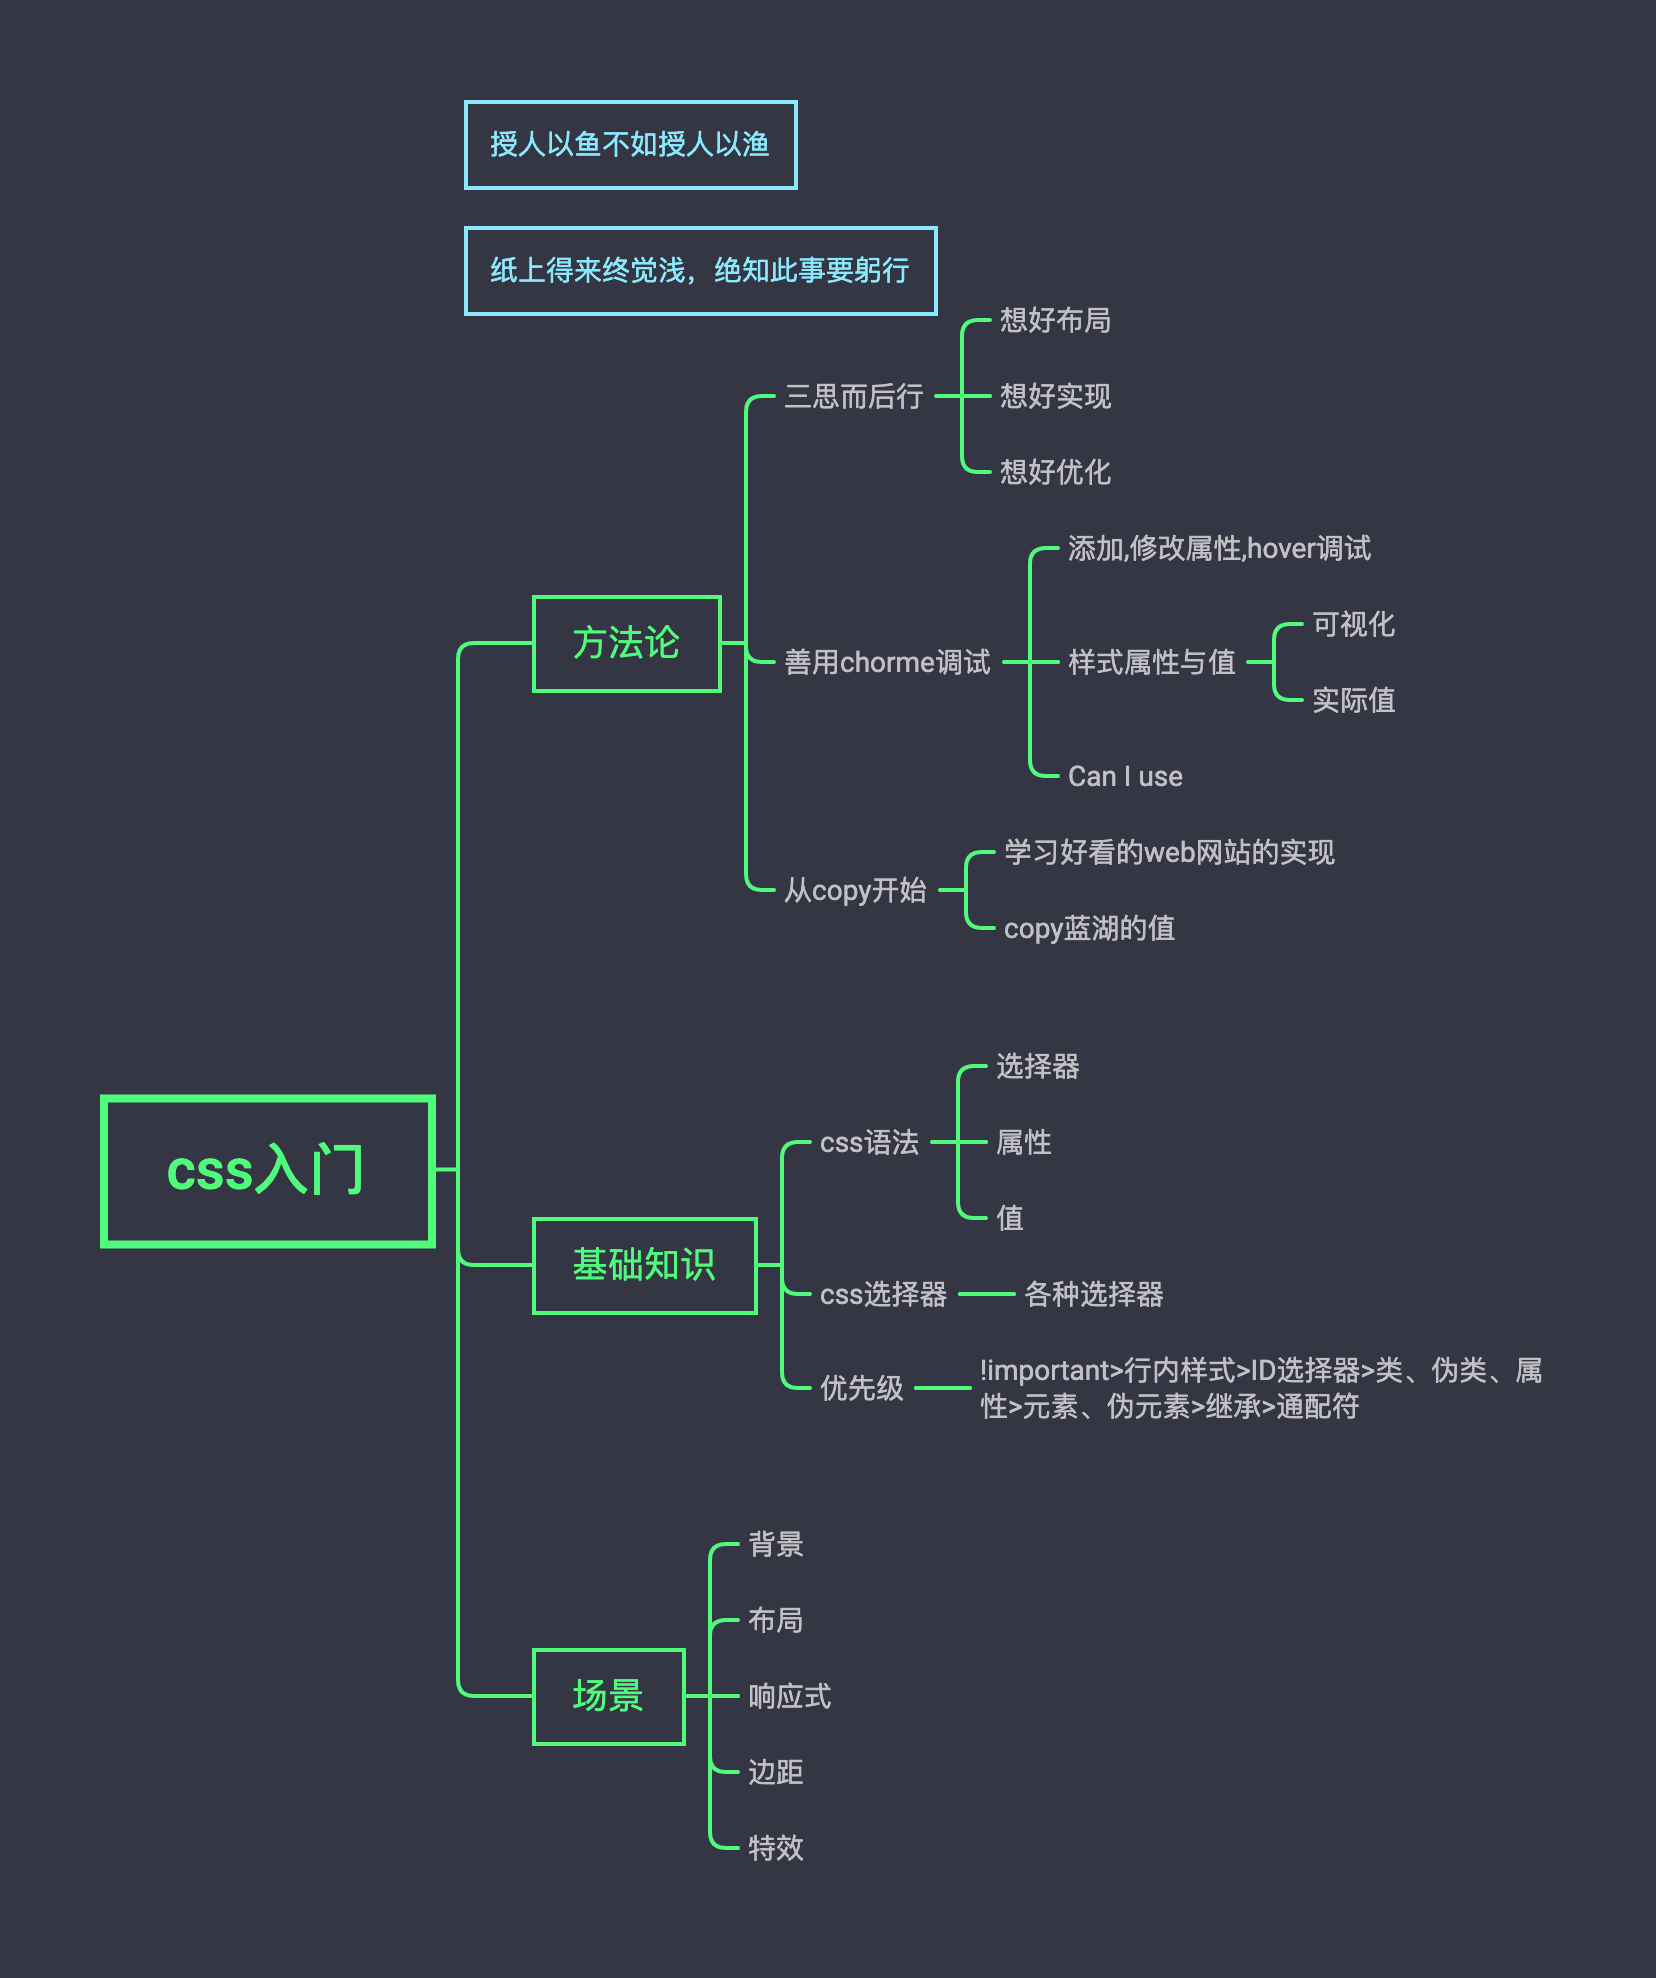 授人以鱼不如授人以渔
纸上得来终觉浅，绝知此事要躬行
css入门
方法论
三思而后行
想好布局
想好实现
想好优化
善用chorme调试
添加,修改属性,hover调试
样式属性与值
可视化
实际值
Can I use
从copy开始
学习好看的web网站的实现
copy蓝湖的值
基础知识
css语法
选择器
属性
值
css选择器
各种选择器
优先级
!important>行内样式>ID选择器>类、伪类、属
性>元素、伪元素>继承>通配符
场景
背景
布局
响应式
边距
特效